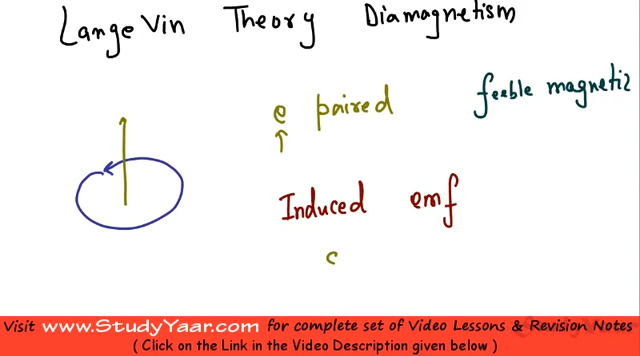 Langevin Theory Diamagnetism
feeble magnetiz
e paired
Induced emf
c
Visit www.StudyYaar.com for complete set of Video Lessons & Revision Notes
( Click on the Link in the Video Description given below )